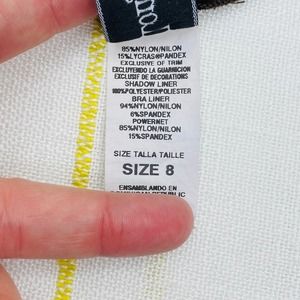 85%NYLON/NILON
15%LYCRA®SPANDEX
EXCLUSIVE OF TRIM
EXCLUYENDO LA GUARNICION
EXCLUSIF DE DECORATIONS
SHADOW LINER
100%POLYESTER/POLIESTER
BRA LINER
94%NYLON/NILON
6%SPANDEX
POWERNET
85%NYLON/NILON
15%SPANDEX
SIZE TALLA TAILLE
SIZE 8
ENSAMBLANDO EN